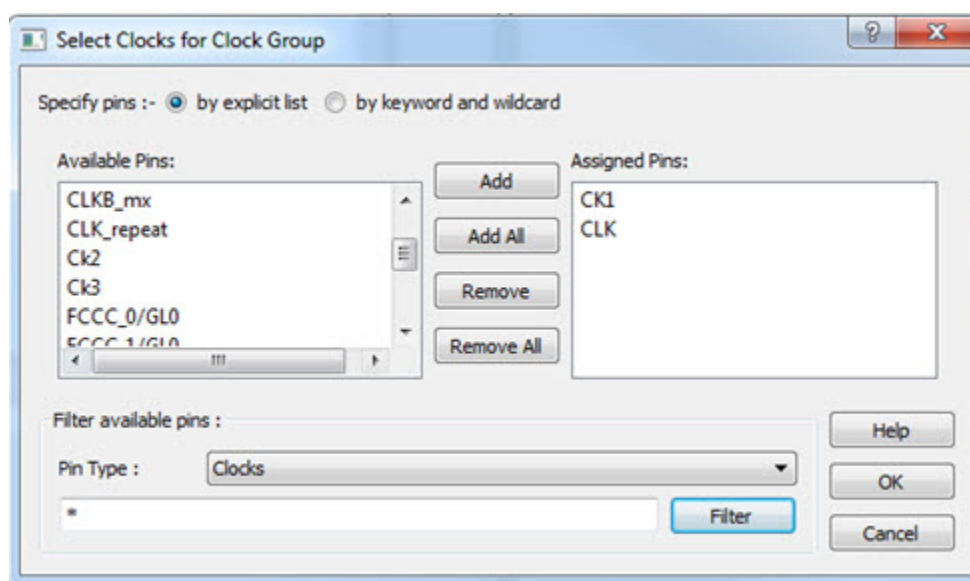 Select Clocks for Clock Group
Specify pins :- by explicit list by keyword and wildcard
Available Pins:
CLKB_mx
CLK_repeat
Ck2
Ck3
FCCC_0/GL0
FCCC_1/GL0
Add
Add All
Remove
Remove All
Assigned Pins:
CK1
CLK
Filter available pins :
Pin Type :
Clocks
*
Filter
Help
OK
Cancel